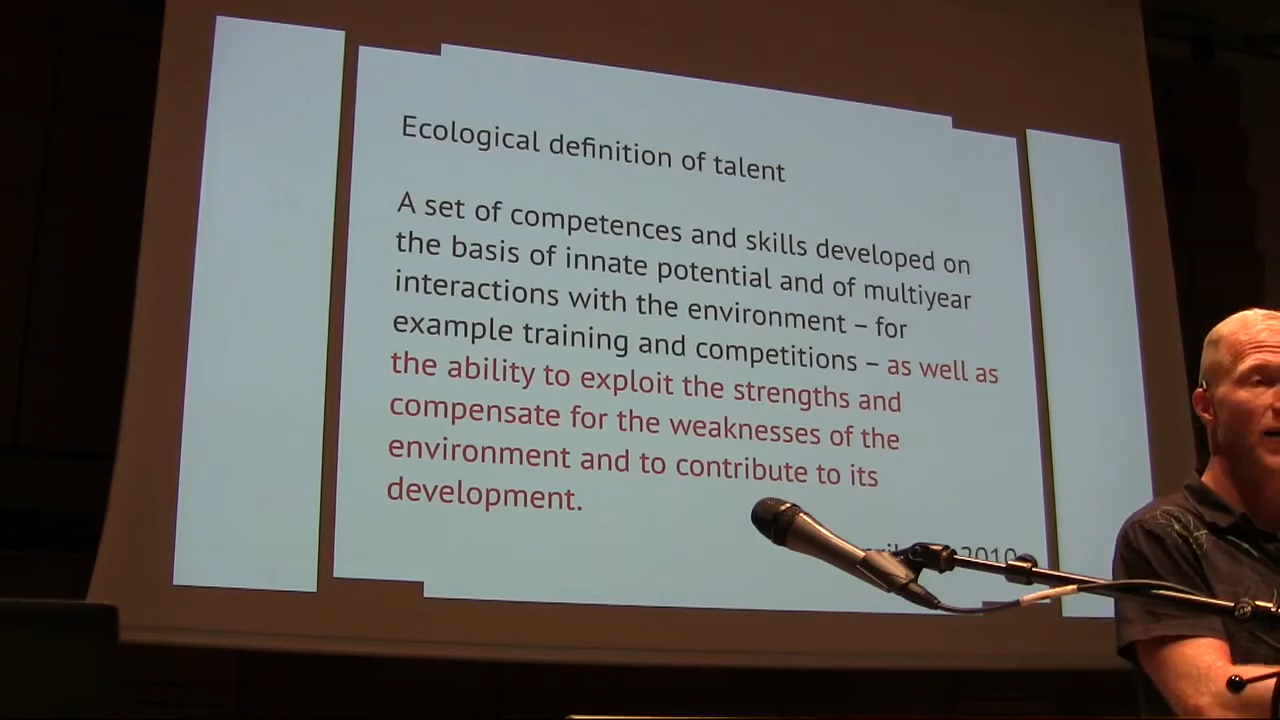 Ecological definition of talent
A set of competences and skills developed on
the basis of innate potential and of multiyear
interactions with the environment – for
example training and competitions – as well as
the ability to exploit the strengths and
compensate for the weaknesses of the
environment and to contribute to its
development.
2010